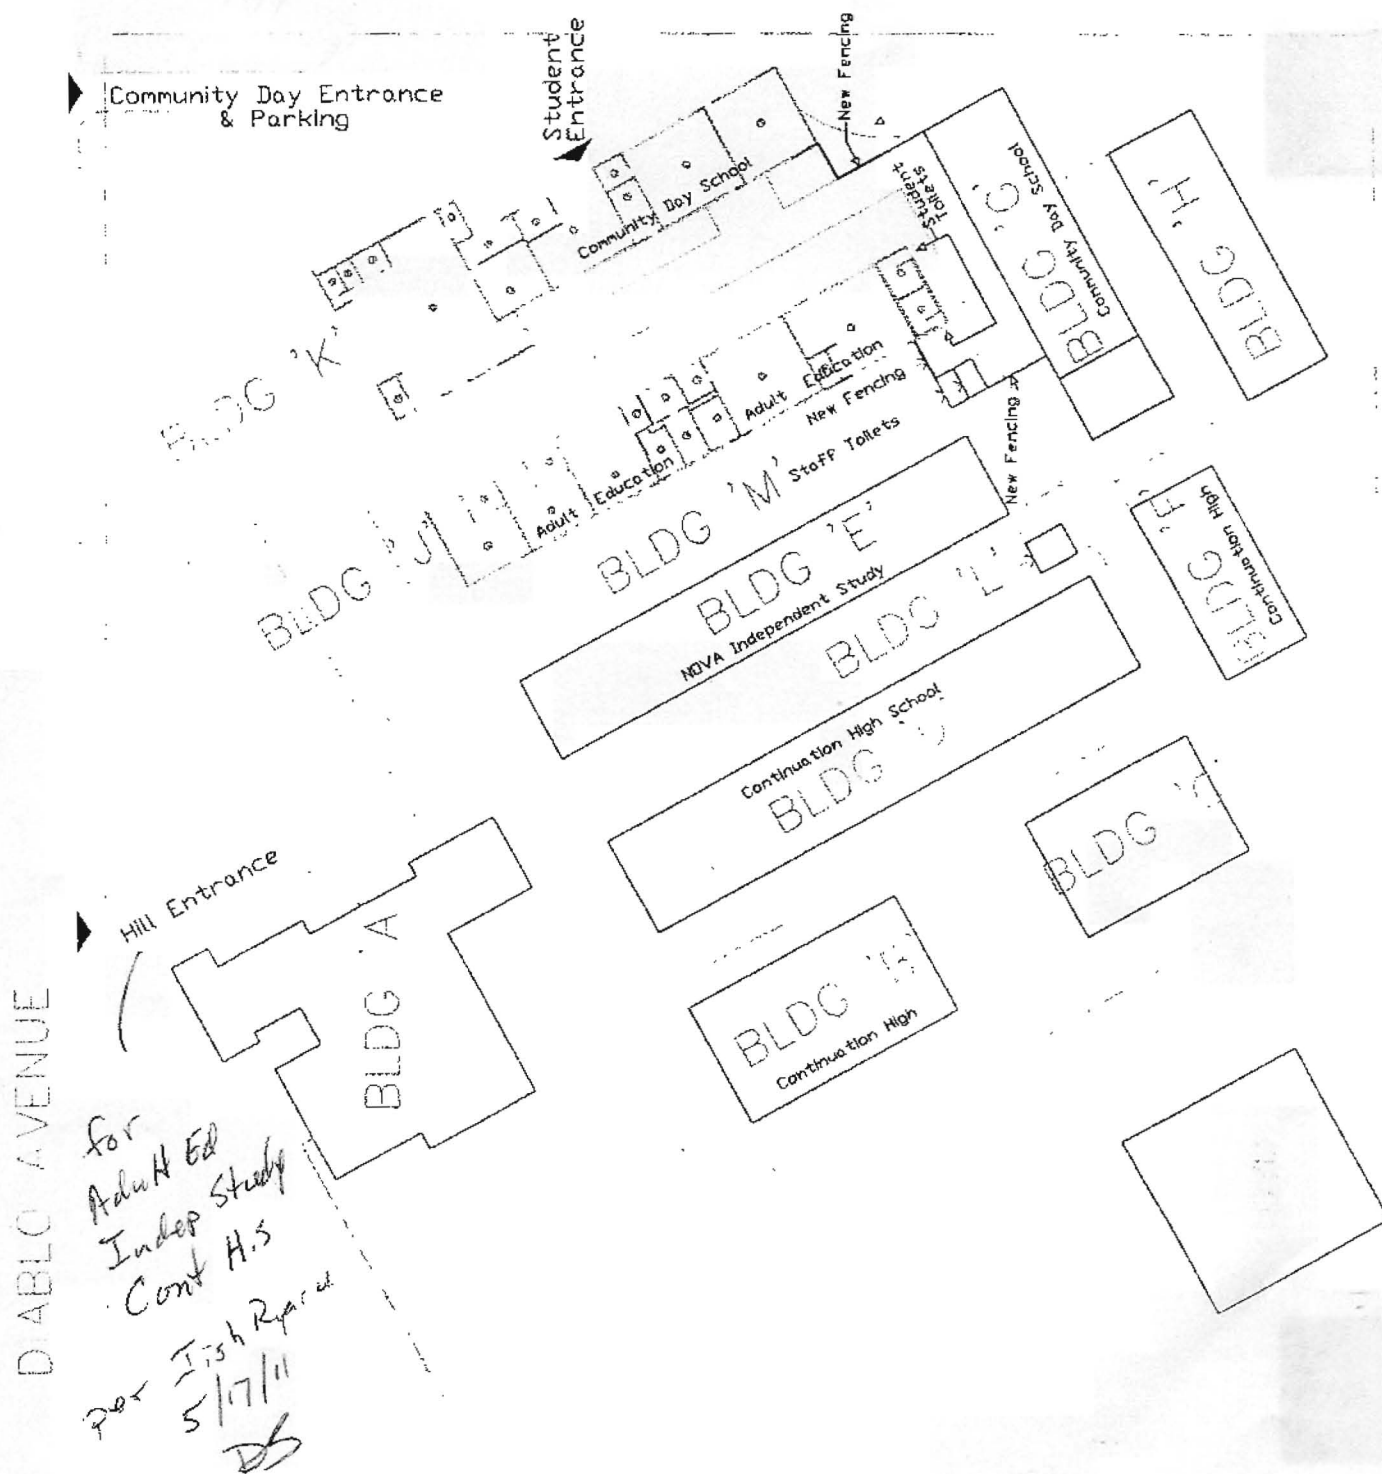 Community Day Entrance
& Parking
Student
Entrance
New Fencing
Community Day School
Student
Toilets
BLDG 'G'
Community Day School
BLDG 'H'
BLDG 'K'
BLDG 'J'
Adult Education
Adult Education
New Fencing
BLDG 'M' Staff Toilets
New Fencing
BLDG 'E'
NOVA Independent Study
BLDG 'L'
BLDG 'F'
Continuation High
Continuation High School
BLDG
BLDG 'C'
Hill Entrance
BLDG 'A'
BLDG 'B'
Continuation High
DIABLO AVENUE
for
Adult Ed
Indep Study
Cont H.S
per
5/17/11
DS